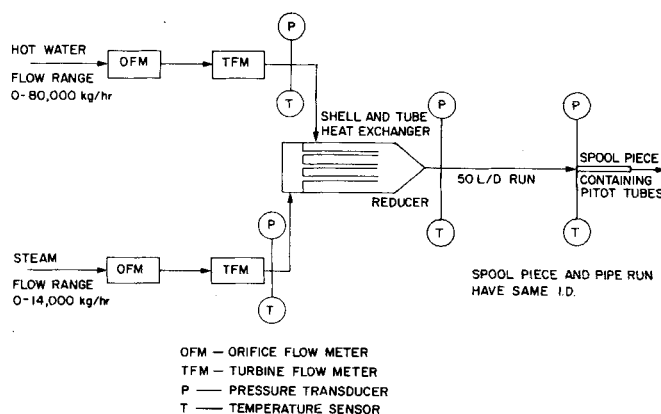 HOT WATER
FLOW RANGE
0-80,000 kg/hr
OFM
TFM
P
T
SHELL AND TUBE
HEAT EXCHANGER
REDUCER
P
T
50 L/D RUN
P
T
SPOOL PIECE
CONTAINING
PITOT TUBES
STEAM
FLOW RANGE
0-14,000 kg/hr
OFM
TFM
P
T
SPOOL PIECE AND PIPE RUN
HAVE SAME I.D.
OFM — ORIFICE FLOW METER
TFM — TURBINE FLOW METER
P — PRESSURE TRANSDUCER
T — TEMPERATURE SENSOR